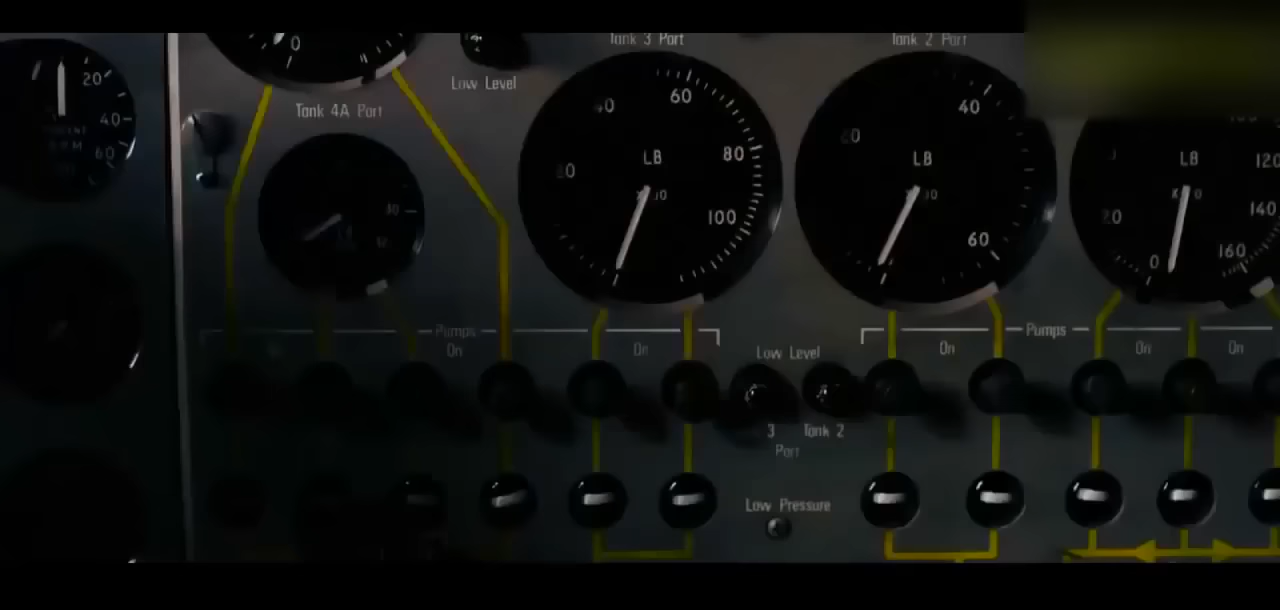 Tank 3 Port
Tank 2 Port
0
Low Level
20
40
60
Tank 4A Port
40
60
80
100
LB
40
60
LB
LB
120
140
160
0
20
Pumps
On
On
Pumps
On
On
On
Low Level
3 Tank 2
Port
Low Pressure